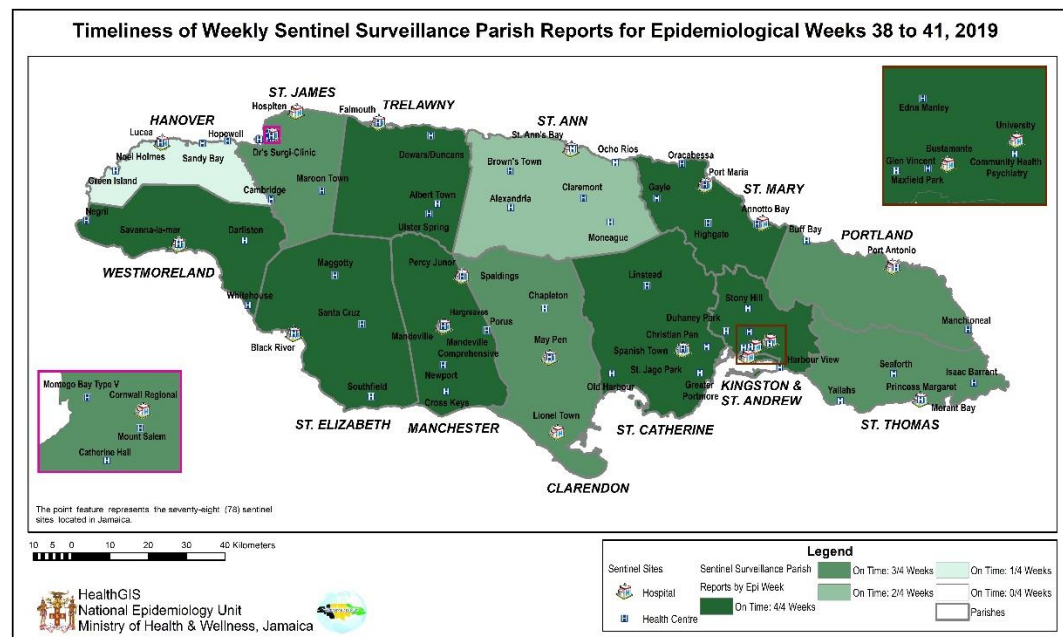 Timeliness of Weekly Sentinel Surveillance Parish Reports for Epidemiological Weeks 38 to 41, 2019
ST. JAMES
Hospiten
TRELAWNY
Falmouth
HANOVER
Lucea
Hopewell
Noel Holmes
Sandy Bay
Green Island
Dr's Surgi-Clinic
Maroon Town
Cambridge
Dewars/Duncans
Albert Town
Ulster Spring
ST. ANN
St. Ann's Bay
Ocho Rios
Brown's Town
Claremont
Alexandria
Moneague
Oracabessa
Port Maria
Gayle
ST. MARY
Annotto Bay
Highgate
Buff Bay
PORTLAND
Port Antonio
Manchioneal
Edna Manley
University
Bustamante
Glen Vincent
Community Health
Psychiatry
Maxfield Park
Negril
Savanna-la-mar
Darliston
WESTMORELAND
Whitehouse
Maggotty
Santa Cruz
Black River
Southfield
ST. ELIZABETH
Percy Junor
Spaldings
Hargreaves
Mandeville
Porus
Mandeville
Comprehensive
Newport
Cross Keys
MANCHESTER
Chapleton
May Pen
Lionel Town
CLARENDON
Linstead
Christian Pen
Spanish Town
St. Jago Park
Old Harbour
Greater
Portmore
ST. CATHERINE
Stony Hill
Duhaney Park
Harbour View
KINGSTON &
ST. ANDREW
Yallahs
Seaforth
Isaac Barrant
Princess Margaret
Morant Bay
ST. THOMAS
Montego Bay Type V
Cornwall Regional
Mount Salem
Catherine Hall
The point feature represents the seventy-eight (78) sentinel
sites located in Jamaica.
10 5 0 10 20 30 40 Kilometers
HealthGIS
National Epidemiology Unit
Ministry of Health & Wellness, Jamaica
Legend
Sentinel Sites
Hospital
Health Centre
Sentinel Surveillance Parish
Reports by Epi Week
On Time: 4/4 Weeks
On Time: 3/4 Weeks
On Time: 2/4 Weeks
On Time: 1/4 Weeks
On Time: 0/4 Weeks
Parishes